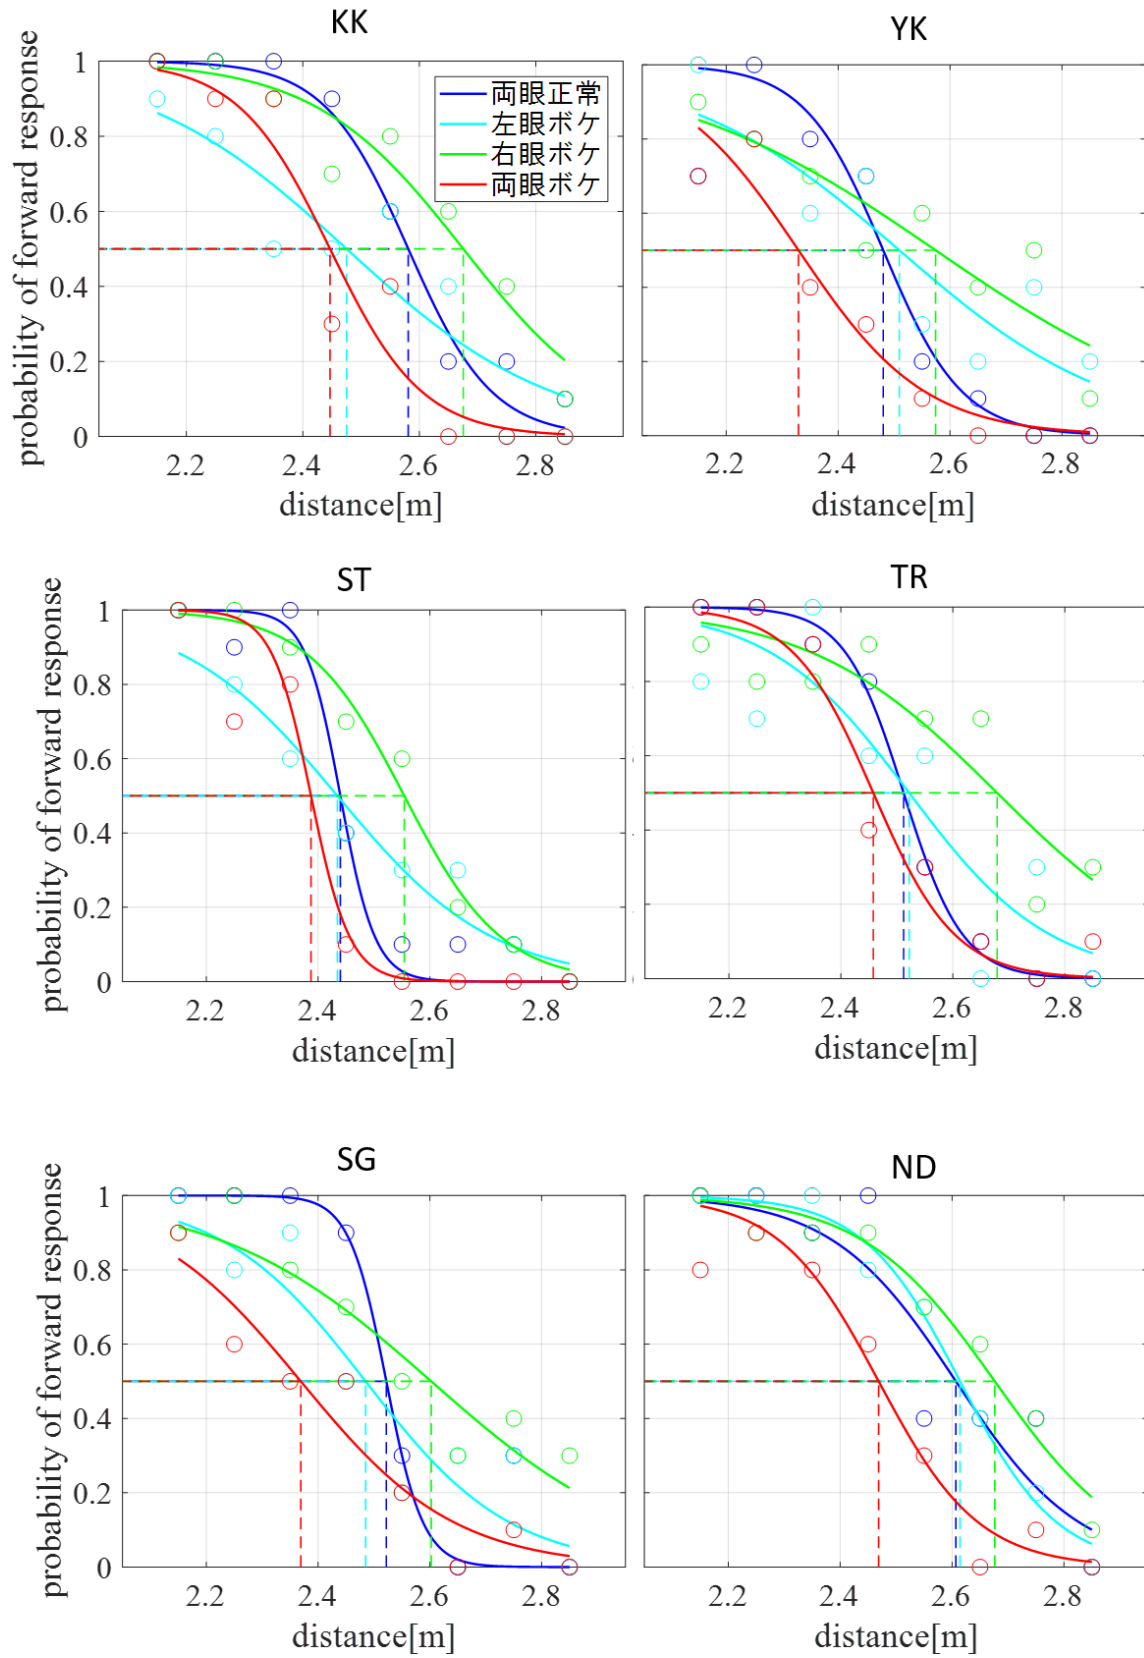 KK
probability of forward response
1
0.8
0.6
0.4
0.2
0
両眼正常
左眼ボケ
右眼ボケ
両眼ボケ
2.2 2.4 2.6 2.8
distance[m]
YK
2.2 2.4 2.6 2.8
distance[m]
ST
probability of forward response
1
0.8
0.6
0.4
0.2
0
2.2 2.4 2.6 2.8
distance[m]
TR
2.2 2.4 2.6 2.8
distance[m]
SG
probability of forward response
1
0.8
0.6
0.4
0.2
0
2.2 2.4 2.6 2.8
distance[m]
ND
2.2 2.4 2.6 2.8
distance[m]